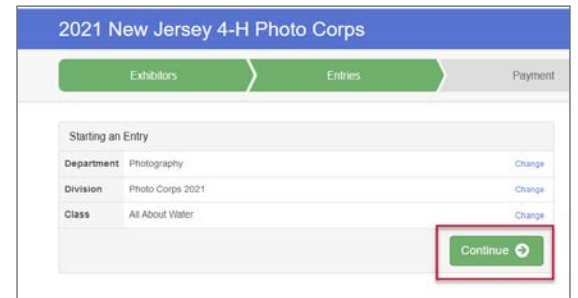 2021 New Jersey 4-H Photo Corps
Exhibitors Entries Payment
Starting an Entry
Department Photography Change
Division Photo Corps 2021 Change
Class All About Water Change
Continue